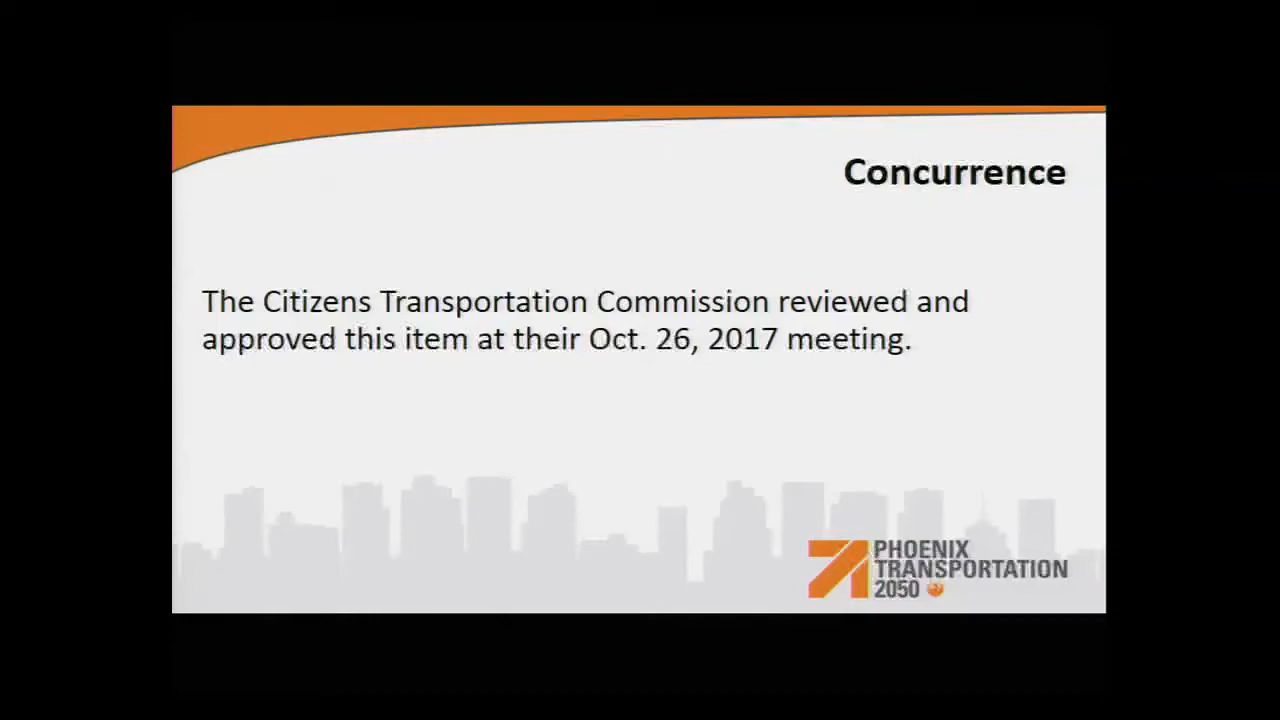 Concurrence
The Citizens Transportation Commission reviewed and
approved this item at their Oct. 26, 2017 meeting.
PHOENIX
TRANSPORTATION
2050